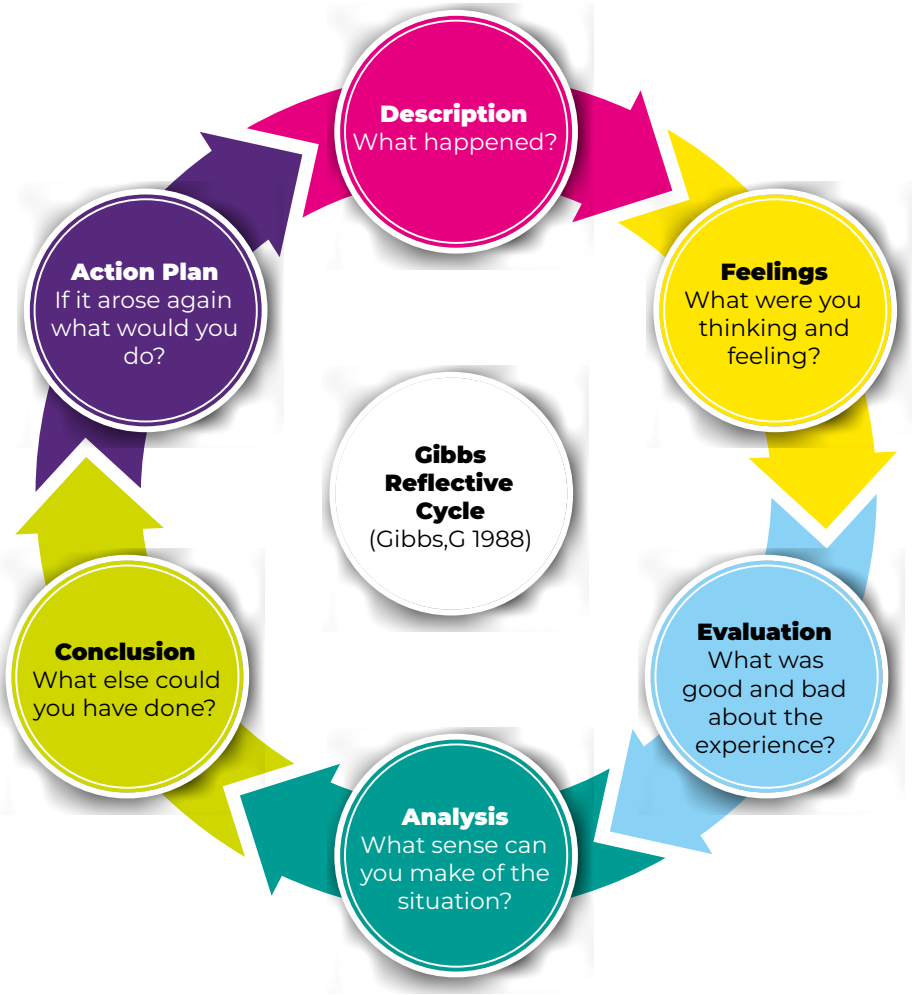 Description
What happened?
Feelings
What were you
thinking and
feeling?
Evaluation
What was
good and bad
about the
experience?
Analysis
What sense can
you make of the
situation?
Conclusion
What else could
you have done?
Action Plan
If it arose again
what would you
do?
Gibbs
Reflective
Cycle
(Gibbs,G 1988)